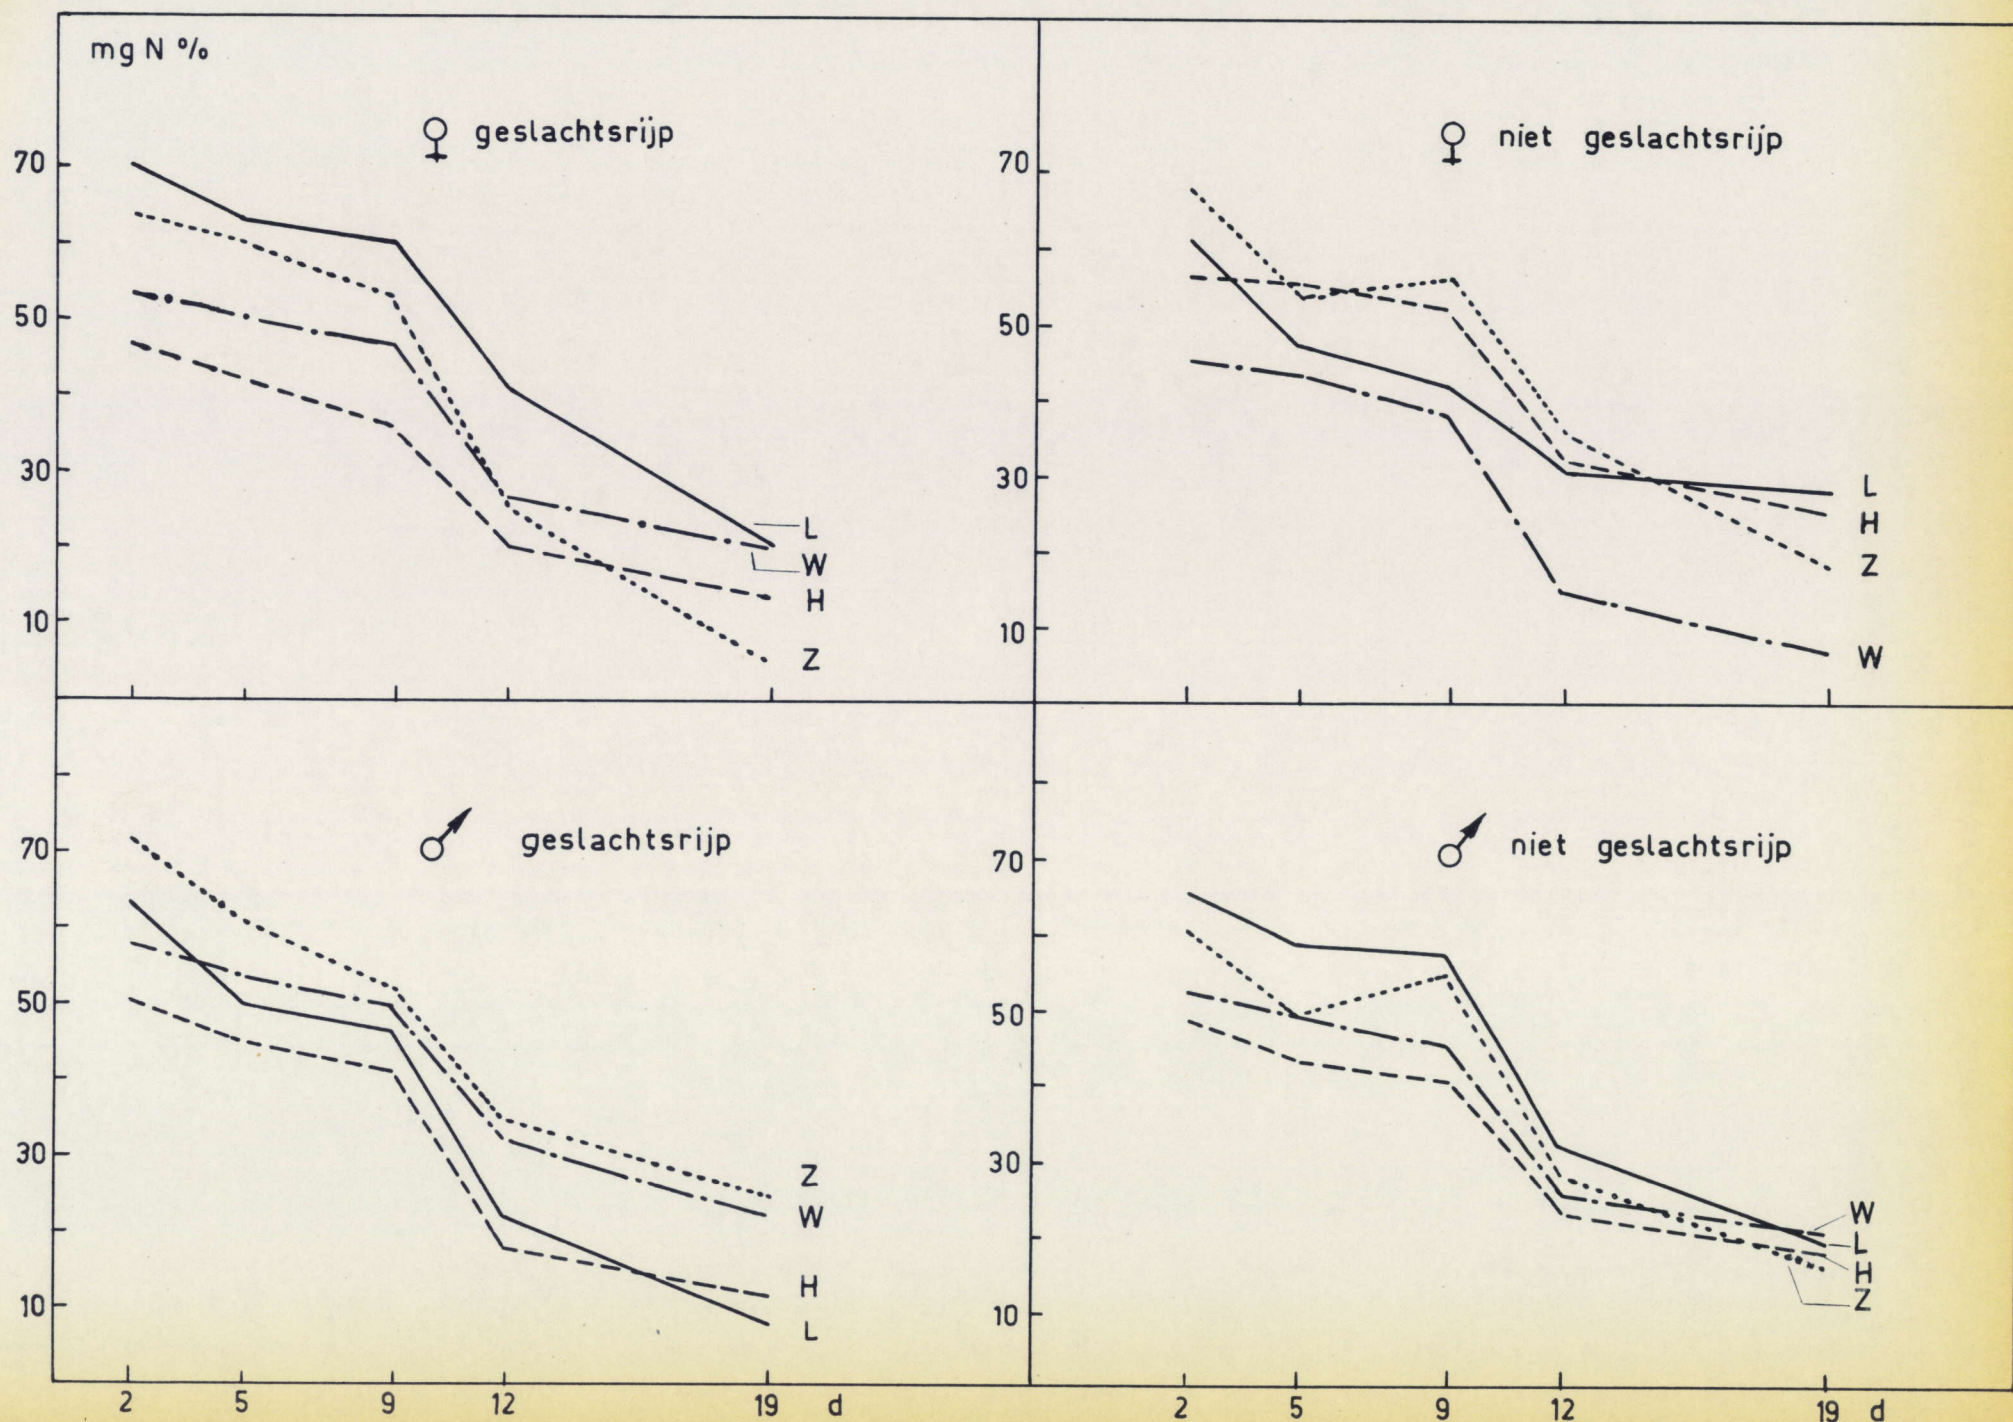 mg N %
♀ geslachtsrijp
70
50
30
10
L
W
H
Z
♀ niet geslachtsrijp
70
50
30
10
L
H
Z
W
♂ geslachtsrijp
70
50
30
10
Z
W
H
L
2 5 9 12 19 d
♂ niet geslachtsrijp
70
50
30
10
W
L
H
Z
2 5 9 12 19 d